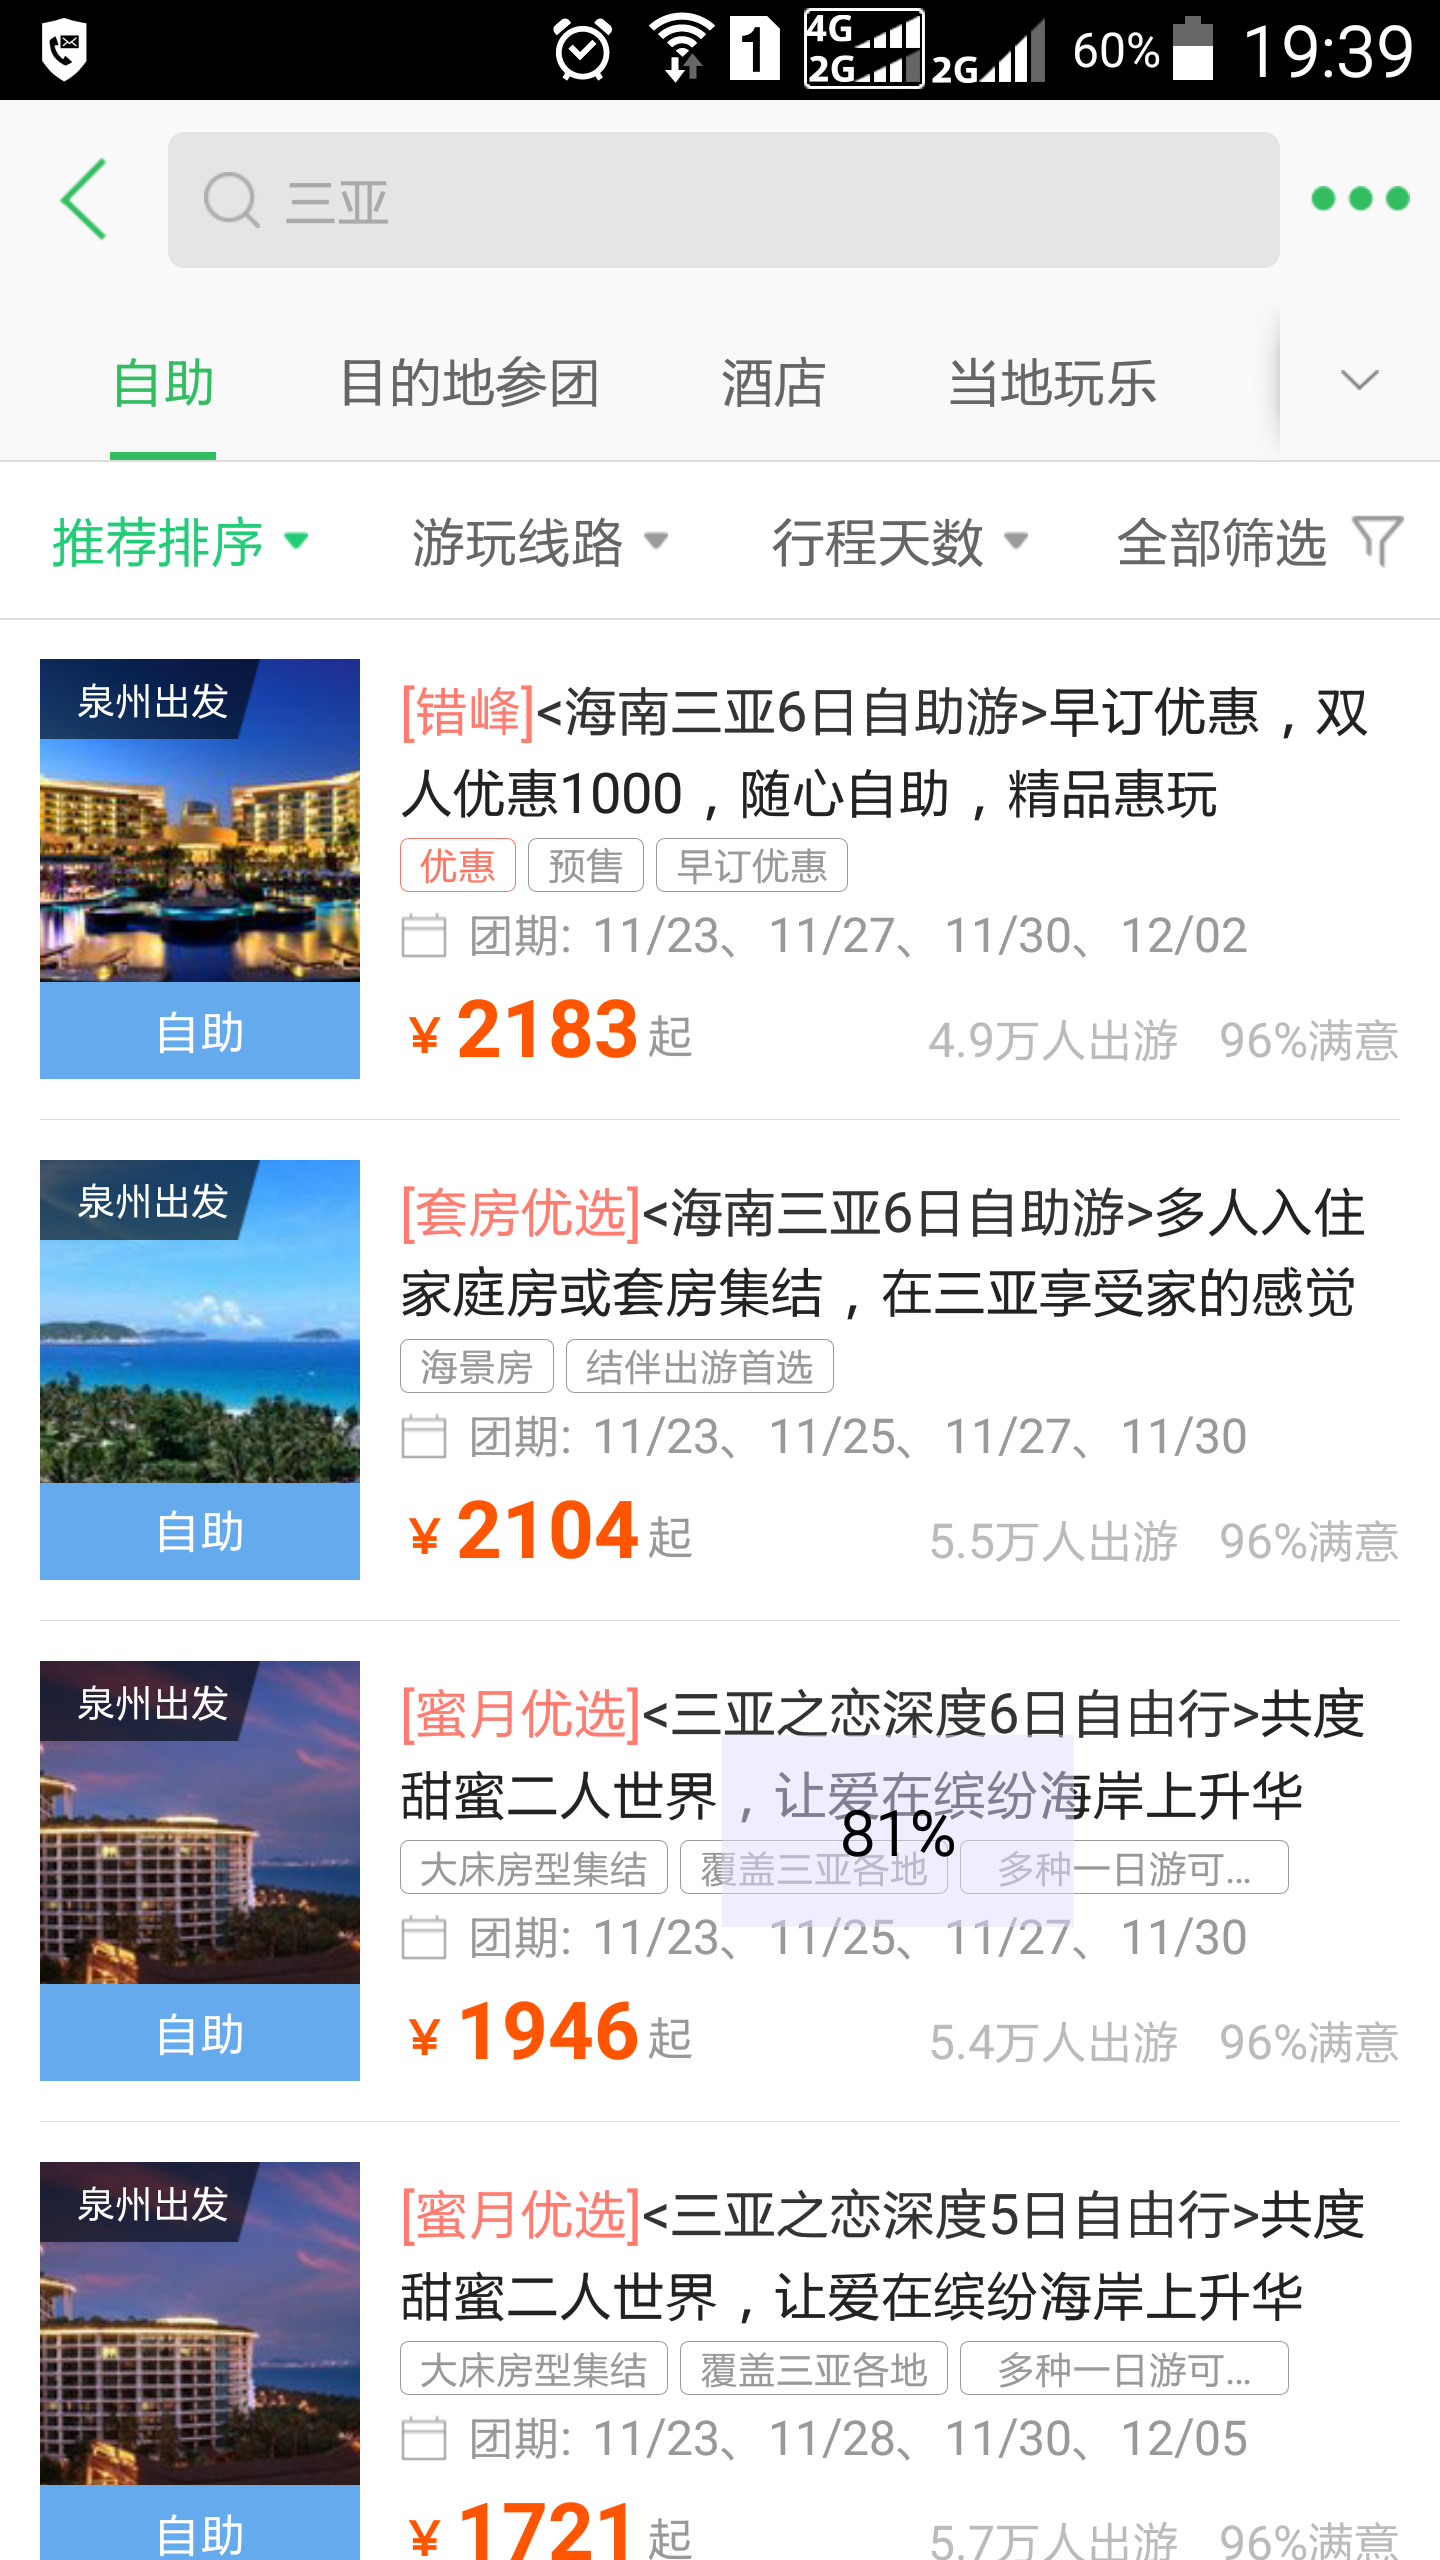 1 4G 2G 2G 60% 19:39
三亚
自助 目的地参团 酒店 当地玩乐
推荐排序 游玩线路 行程天数 全部筛选
泉州出发
[错峰]<海南三亚6日自助游>早订优惠，双
人优惠1000，随心自助，精品惠玩
优惠 预售 早订优惠
团期: 11/23、11/27、11/30、12/02
自助
¥ 2183起 4.9万人出游 96%满意
泉州出发
[套房优选]<海南三亚6日自助游>多人入住
家庭房或套房集结，在三亚享受家的感觉
海景房 结伴出游首选
团期: 11/23、11/25、11/27、11/30
自助
¥ 2104起 5.5万人出游 96%满意
泉州出发
[蜜月优选]<三亚之恋深度6日自由行>共度
甜蜜二人世界，让爱在缤纷海岸上升华
81%
大床房型集结 覆盖三亚各地 多种一日游可...
团期: 11/23、11/25、11/27、11/30
自助
¥ 1946起 5.4万人出游 96%满意
泉州出发
[蜜月优选]<三亚之恋深度5日自由行>共度
甜蜜二人世界，让爱在缤纷海岸上升华
大床房型集结 覆盖三亚各地 多种一日游可...
团期: 11/23、11/28、11/30、12/05
自助
¥ 1721起 5.7万人出游 96%满意